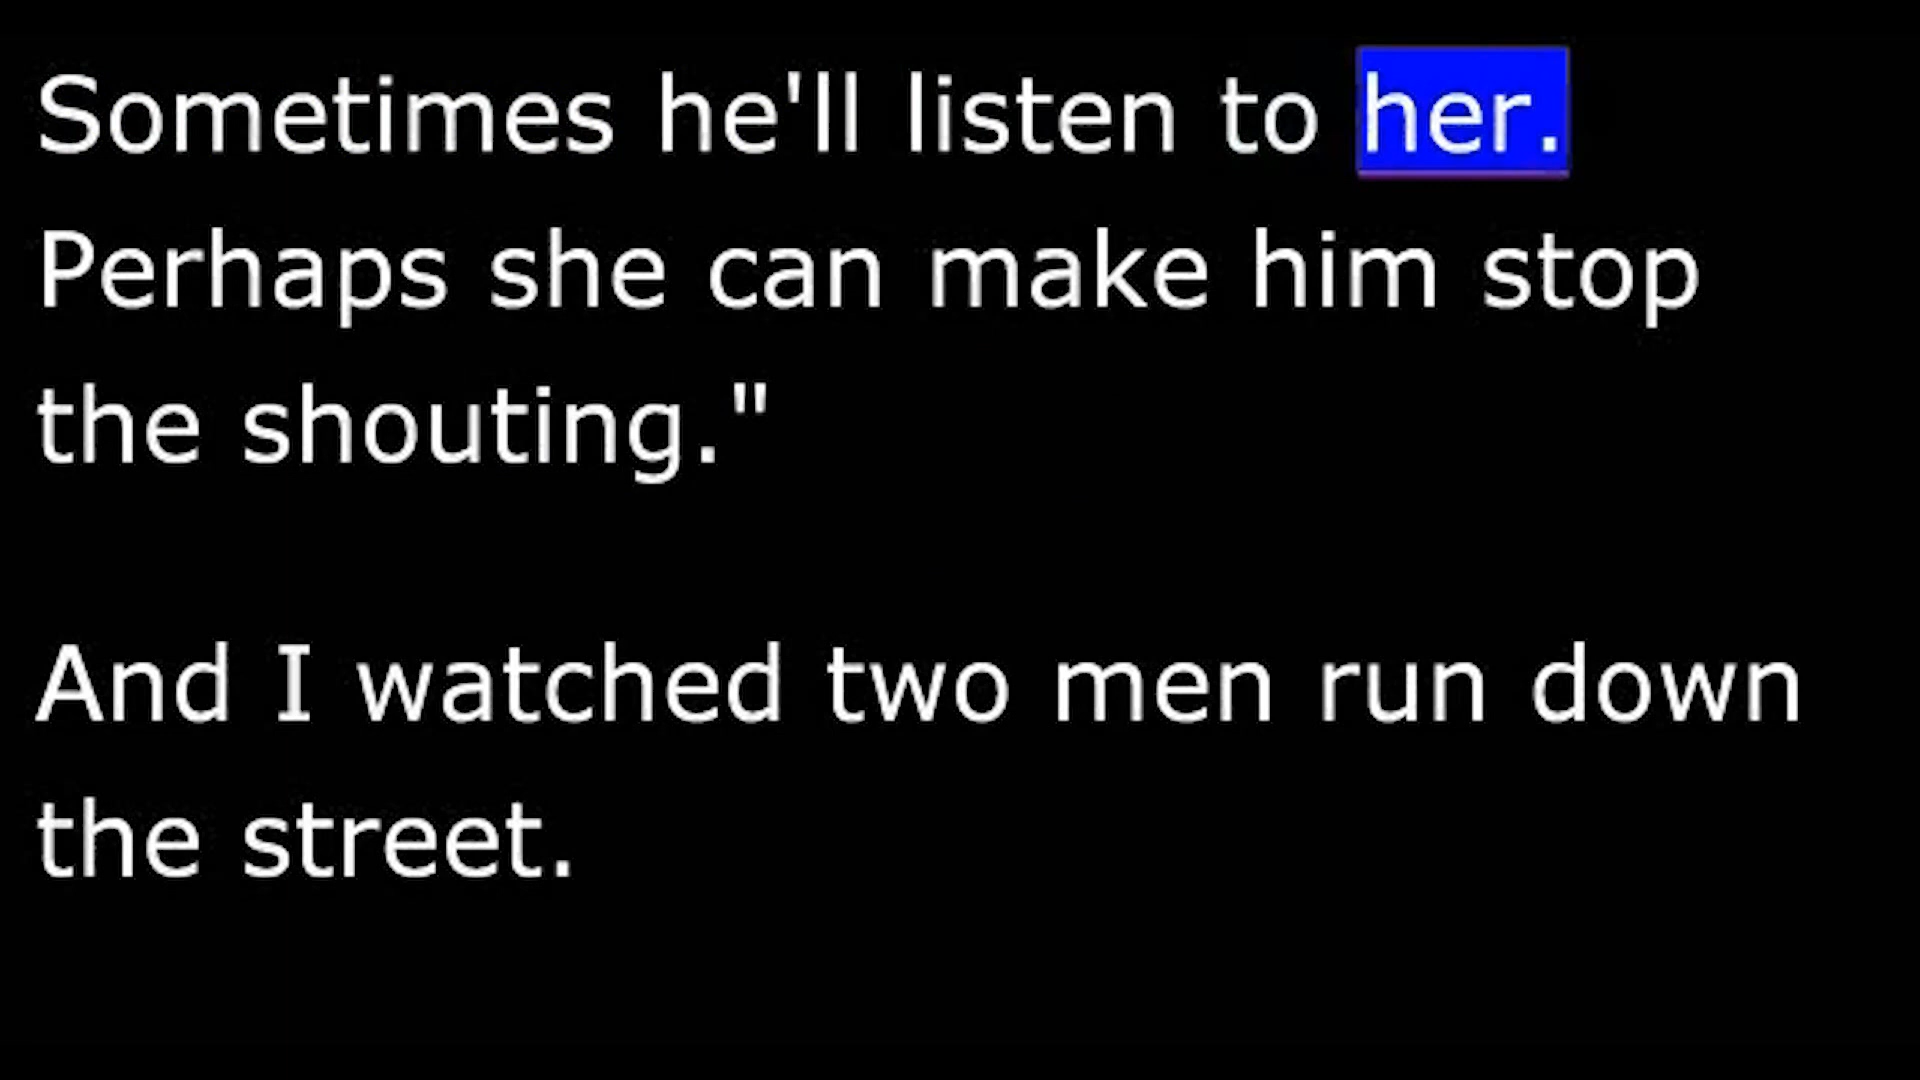 Sometimes he'll listen to her.
Perhaps she can make him stop
the shouting."
And I watched two men run down
the street.